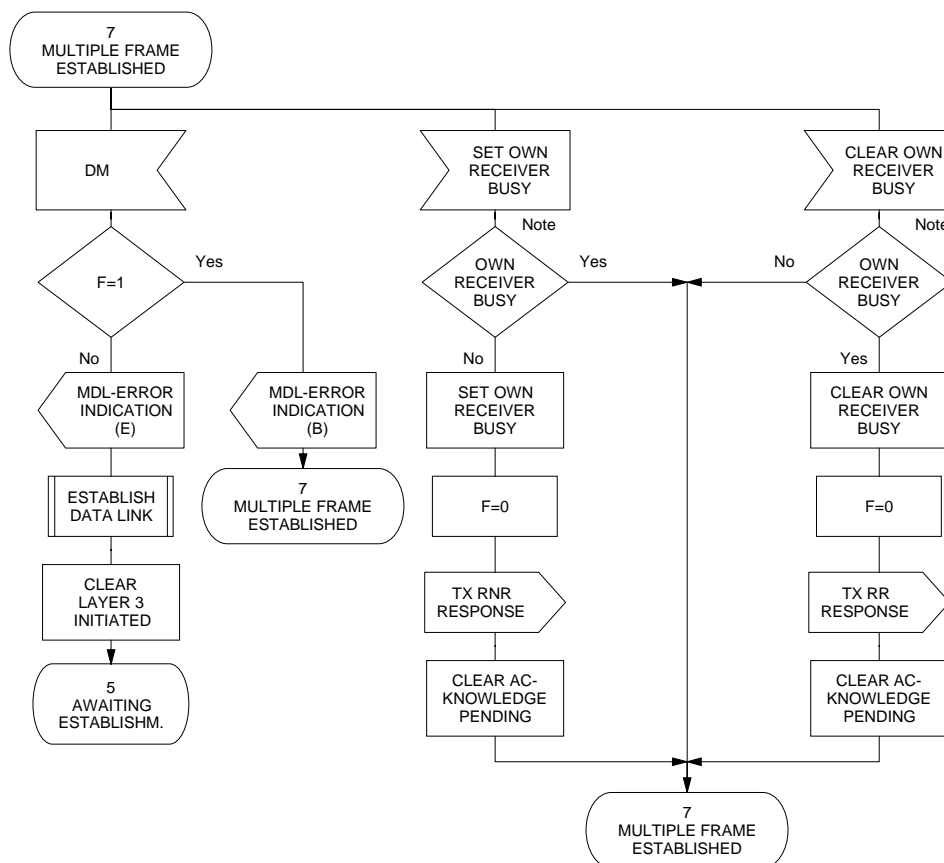 7
MULTIPLE FRAME
ESTABLISHED
DM
SET OWN
RECEIVER
BUSY
CLEAR OWN
RECEIVER
BUSY
Note
Note
F=1
Yes
OWN
RECEIVER
BUSY
Yes
No
OWN
RECEIVER
BUSY
No
No
Yes
MDL-ERROR
INDICATION
(E)
MDL-ERROR
INDICATION
(B)
SET OWN
RECEIVER
BUSY
CLEAR OWN
RECEIVER
BUSY
ESTABLISH
DATA LINK
7
MULTIPLE FRAME
ESTABLISHED
F=0
F=0
CLEAR
LAYER 3
INITIATED
TX RNR
RESPONSE
TX RR
RESPONSE
5
AWAITING
ESTABLISHM.
CLEAR AC-
KNOWLEDGE
PENDING
CLEAR AC-
KNOWLEDGE
PENDING
7
MULTIPLE FRAME
ESTABLISHED